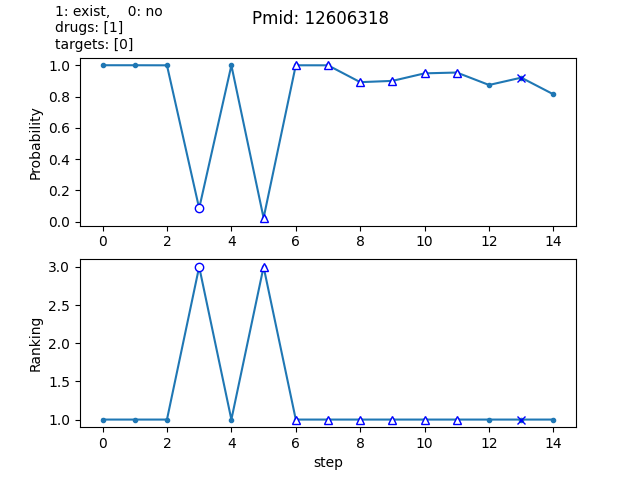 1: exist,    0: no
drugs: [1]
targets: [0]
Pmid: 12606318
1.0
0.8
0.6
0.4
0.2
0.0
Probability
0 2 4 6 8 10 12 14
3.0
2.5
2.0
1.5
1.0
Ranking
0 2 4 6 8 10 12 14
step